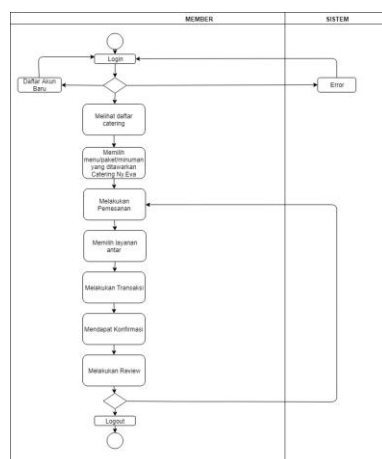 MEMBER
SISTEM
Login
Daftar Akun
Baru
Error
Melihat daftar
catering
Memilih
menu/paket/minuman
yang ditawarkan
Catering Ny.Eva
Melakukan
Pemesanan
Memilih layanan
antar
Melakukan Transaksi
Mendapat Konfirmasi
Melakukan Review
Logout